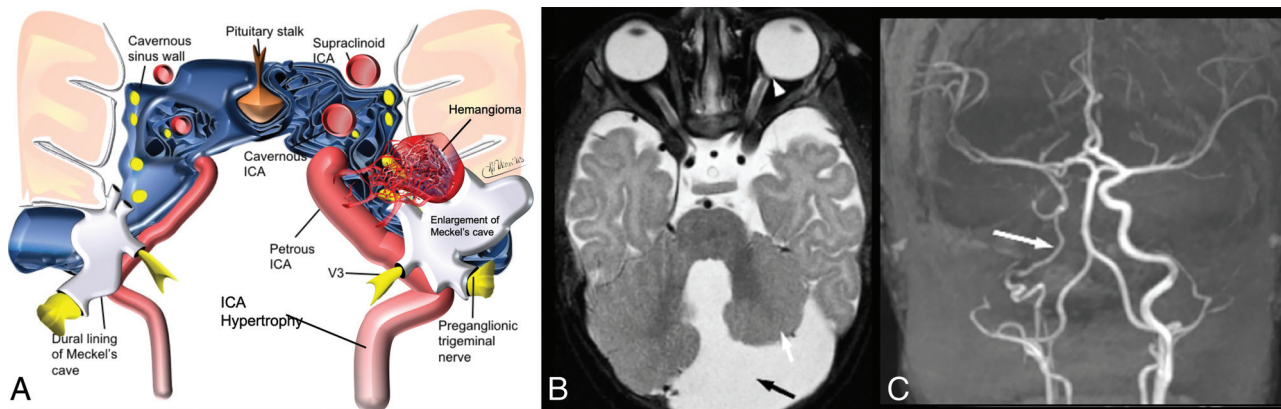 Pituitary stalk
Cavernous
sinus wall
Supraclinoid
ICA
Hemangioma
Cavernous
ICA
Enlargement of
Meckel's cave
Petrous
ICA
V3
ICA
Hypertrophy
Dural lining
of Meckel's
cave
Preganglionic
trigeminal
nerve
A
B
C